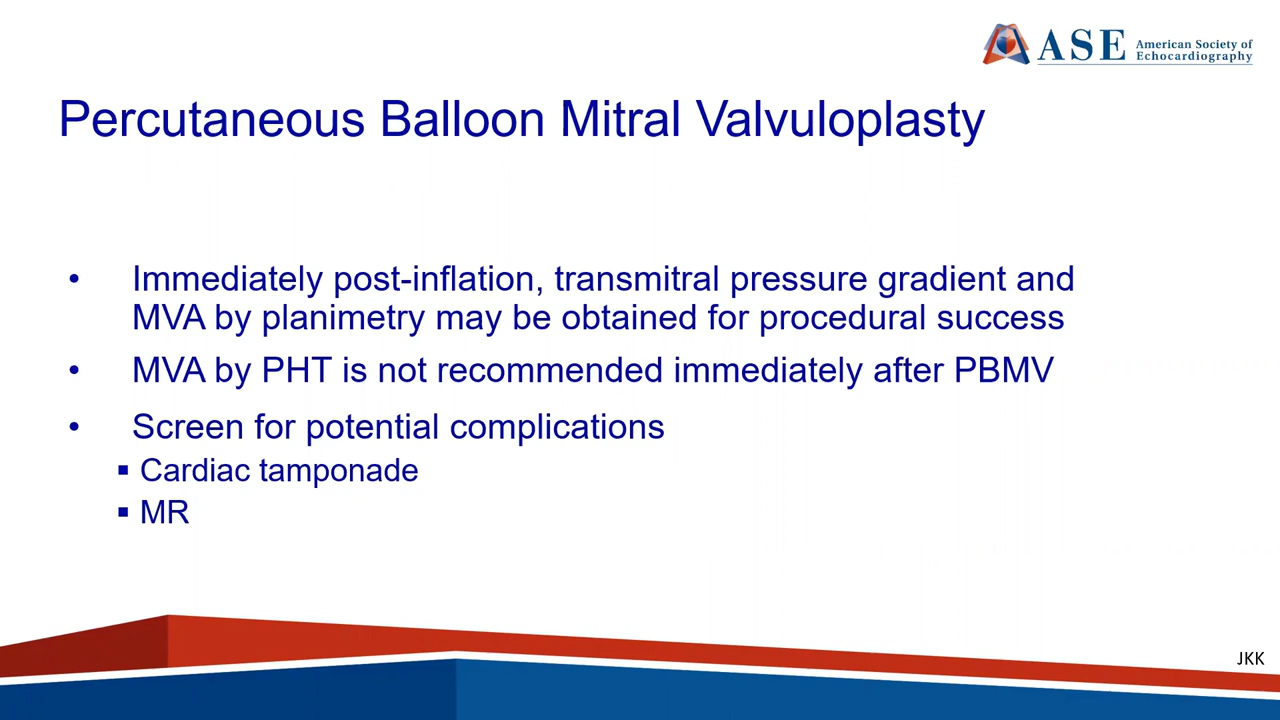 ASE American Society of
Echocardiography
Percutaneous Balloon Mitral Valvuloplasty
• Immediately post-inflation, transmitral pressure gradient and
MVA by planimetry may be obtained for procedural success
• MVA by PHT is not recommended immediately after PBMV
• Screen for potential complications
▪ Cardiac tamponade
▪ MR
JKK